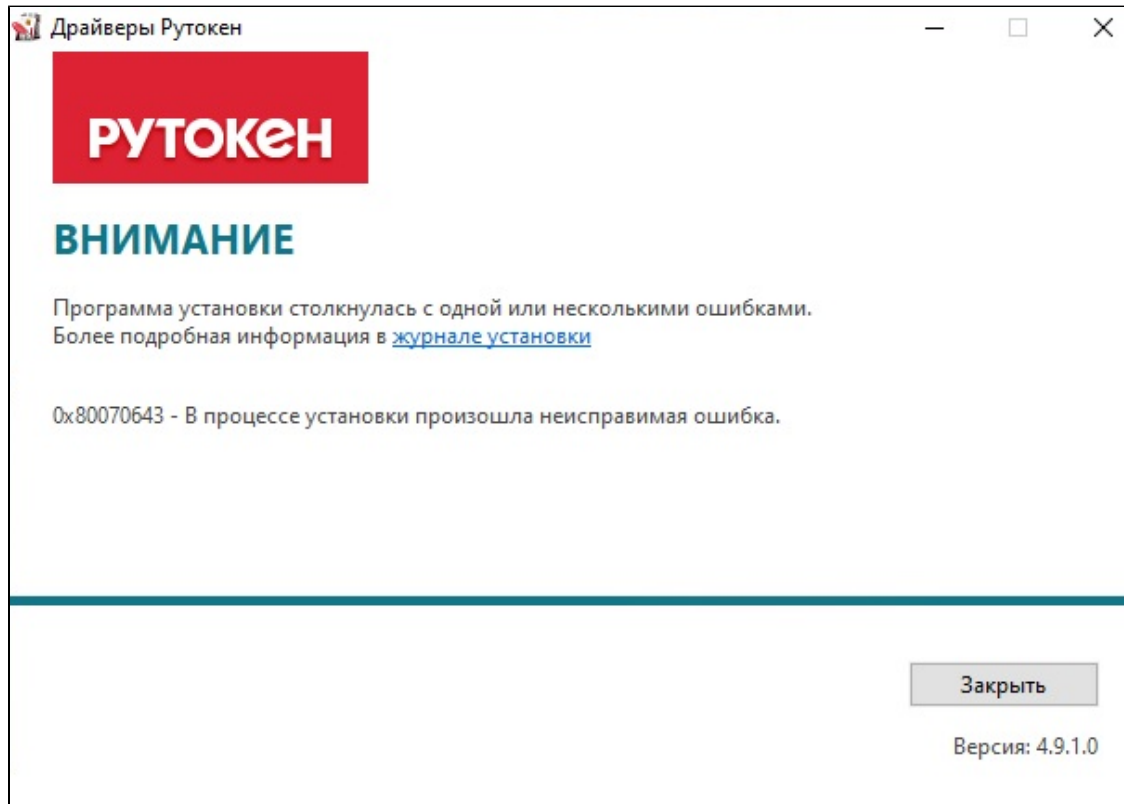 Драйверы Рутокен
РУТОКЕН
ВНИМАНИЕ
Программа установки столкнулась с одной или несколькими ошибками.
Более подробная информация в журнале установки
0x80070643 - В процессе установки произошла неисправимая ошибка.
Закрыть
Версия: 4.9.1.0